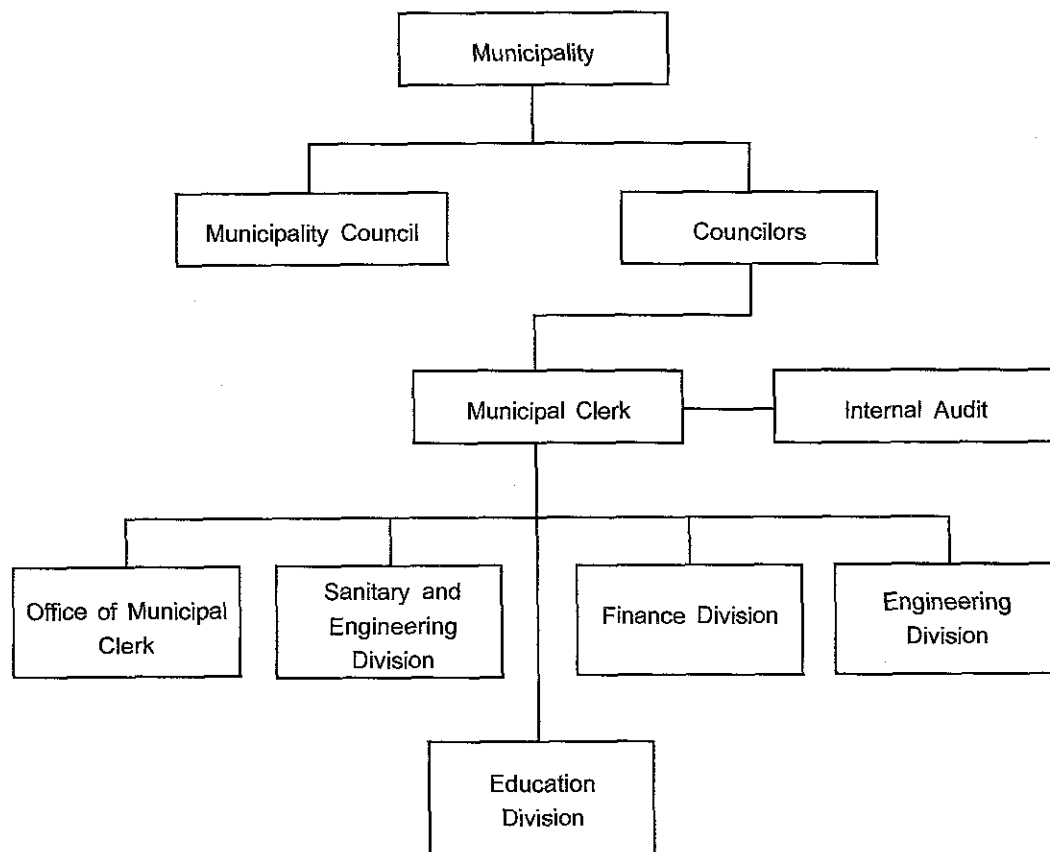 Municipality
Municipality Council
Councilors
Municipal Clerk
Internal Audit
Office of Municipal
Clerk
Sanitary and
Engineering
Division
Finance Division
Engineering
Division
Education
Division